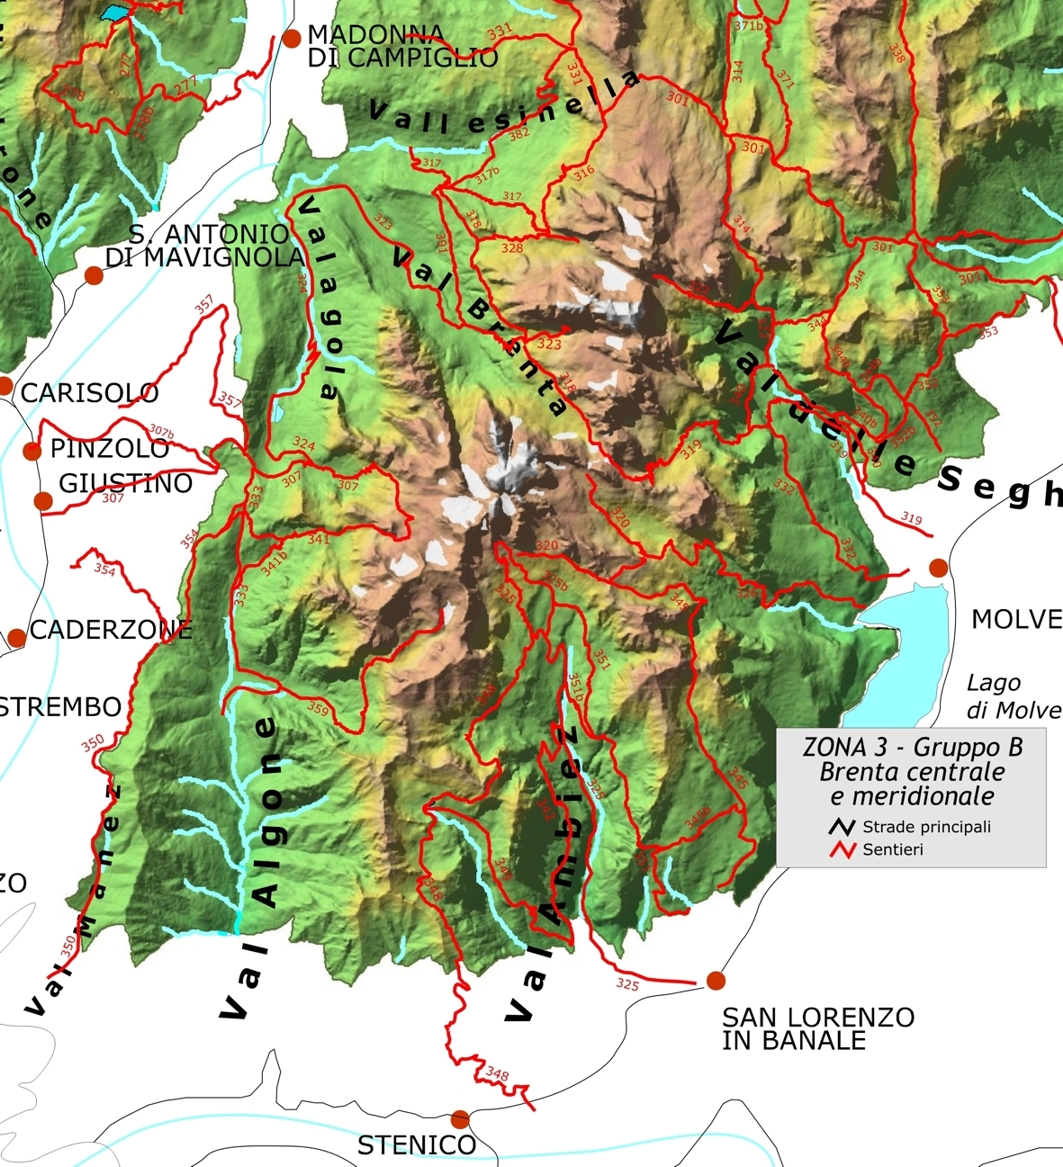 MADONNA
DI CAMPIGLIO
331
371b
338
277
331
314
371
278
277
301
Vallesinella
382
301
317
317b
316
rone
317
318
391
314
S. ANTONIO
DI MAVIGNOLA
323
328
301
Vallagola
Val Brenta
344
301
324
357
344
353
323
Val delle Segh
318
CARISOLO
357
307b
PINZOLO
324
319
GIUSTINO
307
307
307
333
332
319
320
354
341
341b
320
332
354
333
325b
345
CADERZONE
MOLVE
351
Lago
di Molve
351b
STREMBO
359
350
ZONA 3 - Gruppo B
Brenta centrale
e meridionale
Strade principali
Sentieri
325
345
342
345b
349
348
ZO
Val Manez
350
Val Algone
Val Ambiez
325
SAN LORENZO
IN BANALE
348
STENICO